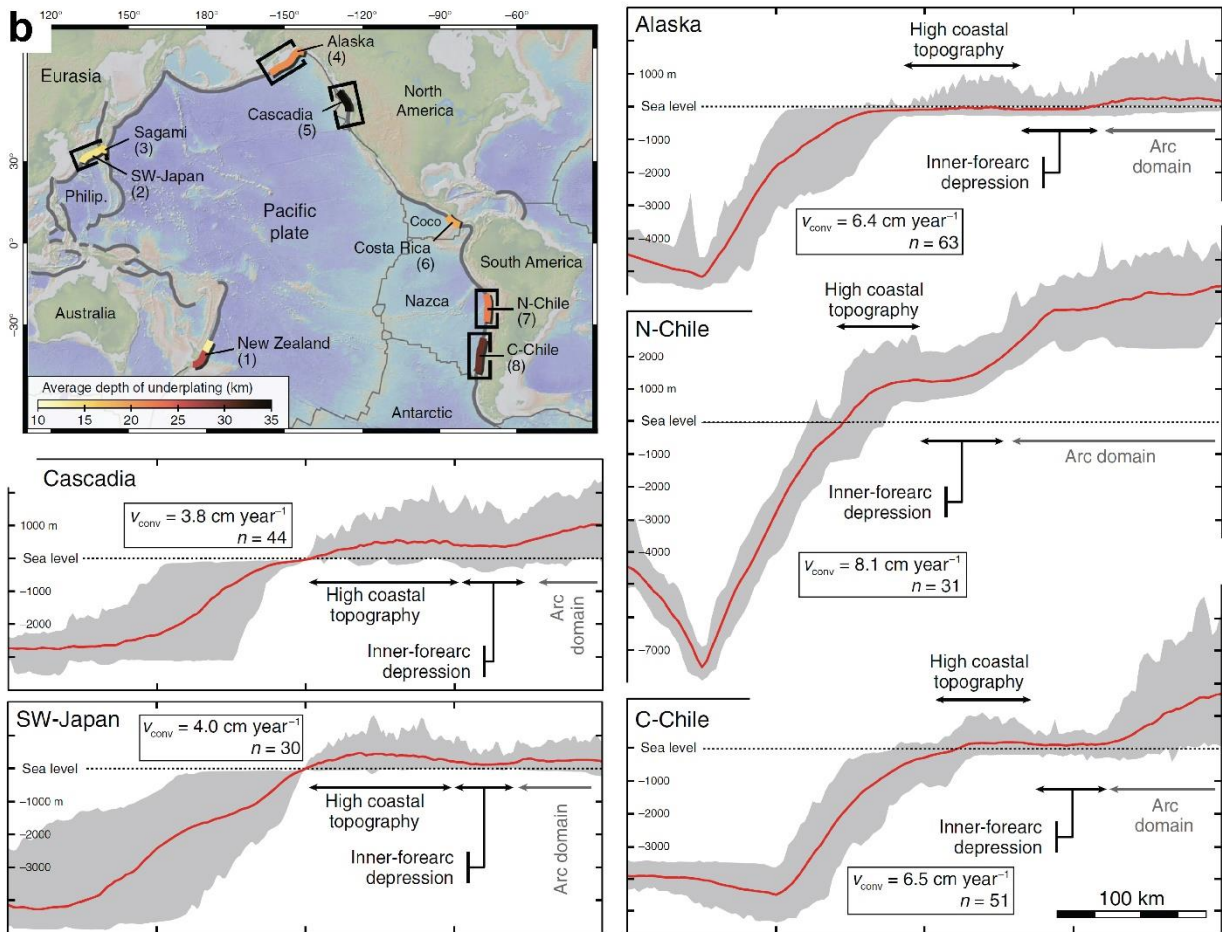 b
120° 150° 180° −150° −120° −90° −60°
30°
0°
−30°
Eurasia
Alaska
(4)
North
America
Cascadia
(5)
Sagami
(3)
SW-Japan
(2)
Philip.
Pacific
plate
Coco
Costa Rica
(6)
South America
Nazca
N-Chile
(7)
Australia
New Zealand
(1)
C-Chile
(8)
Antarctic
Average depth of underplating (km)
10 15 20 25 30 35
Cascadia
vconv = 3.8 cm year⁻¹
n = 44
1000 m
Sea level
−1000
−2000
High coastal
topography
Inner-forearc
depression
Arc
domain
SW-Japan
vconv = 4.0 cm year⁻¹
n = 30
Sea level
−1000 m
−2000
−3000
High coastal
topography
Inner-forearc
depression
Arc
domain
Alaska
High coastal
topography
1000 m
Sea level
−1000
−2000
−3000
−4000
Inner-forearc
depression
Arc
domain
vconv = 6.4 cm year⁻¹
n = 63
N-Chile
High coastal
topography
2000
1000 m
Sea level
−1000
−2000
−3000
−4000
−5000
−7000
Arc domain
Inner-forearc
depression
vconv = 8.1 cm year⁻¹
n = 31
C-Chile
High coastal
topography
Sea level
−1000
−2000
−3000
−4000
Inner-forearc
depression
Arc
domain
vconv = 6.5 cm year⁻¹
n = 51
100 km